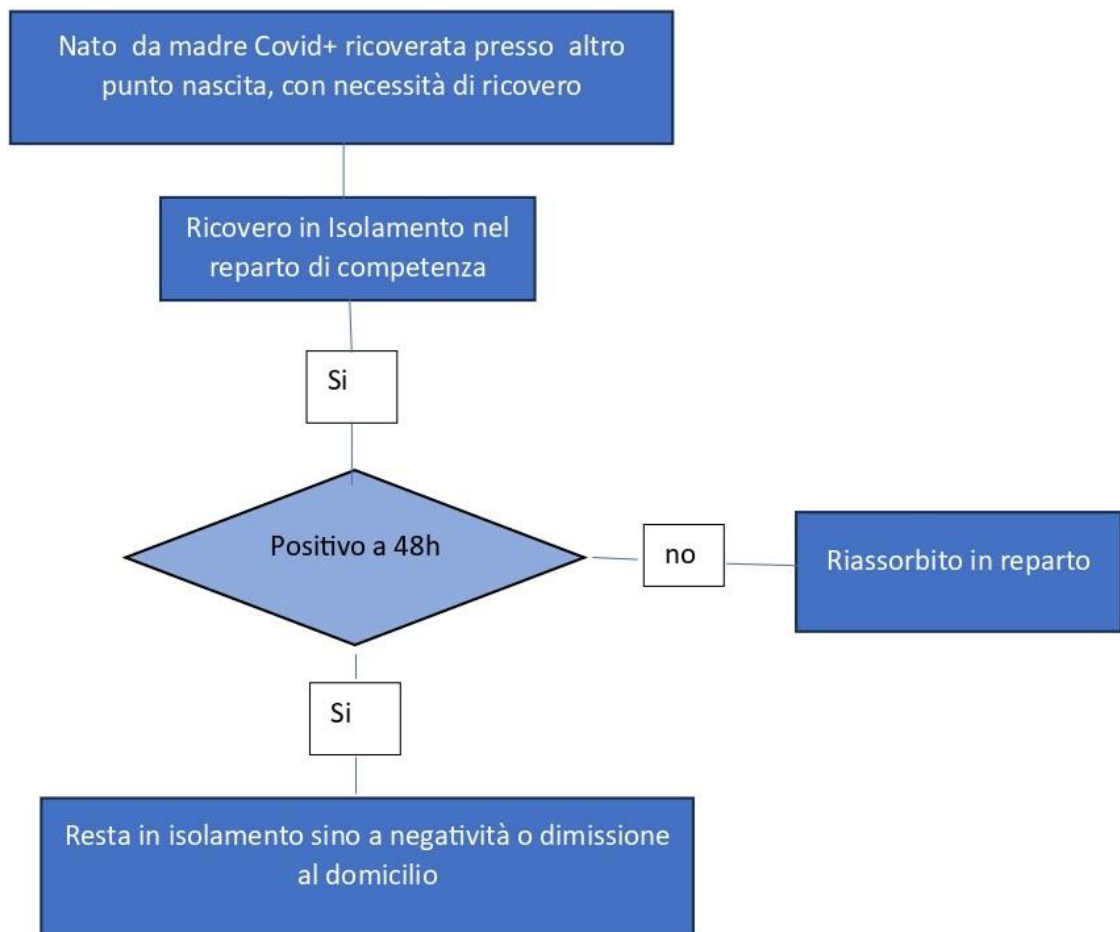 Nato da madre Covid+ ricoverata presso altro
punto nascita, con necessità di ricovero
Ricovero in Isolamento nel
reparto di competenza
Si
Positivo a 48h
no
Riassorbito in reparto
Si
Resta in isolamento sino a negatività o dimissione
al domicilio